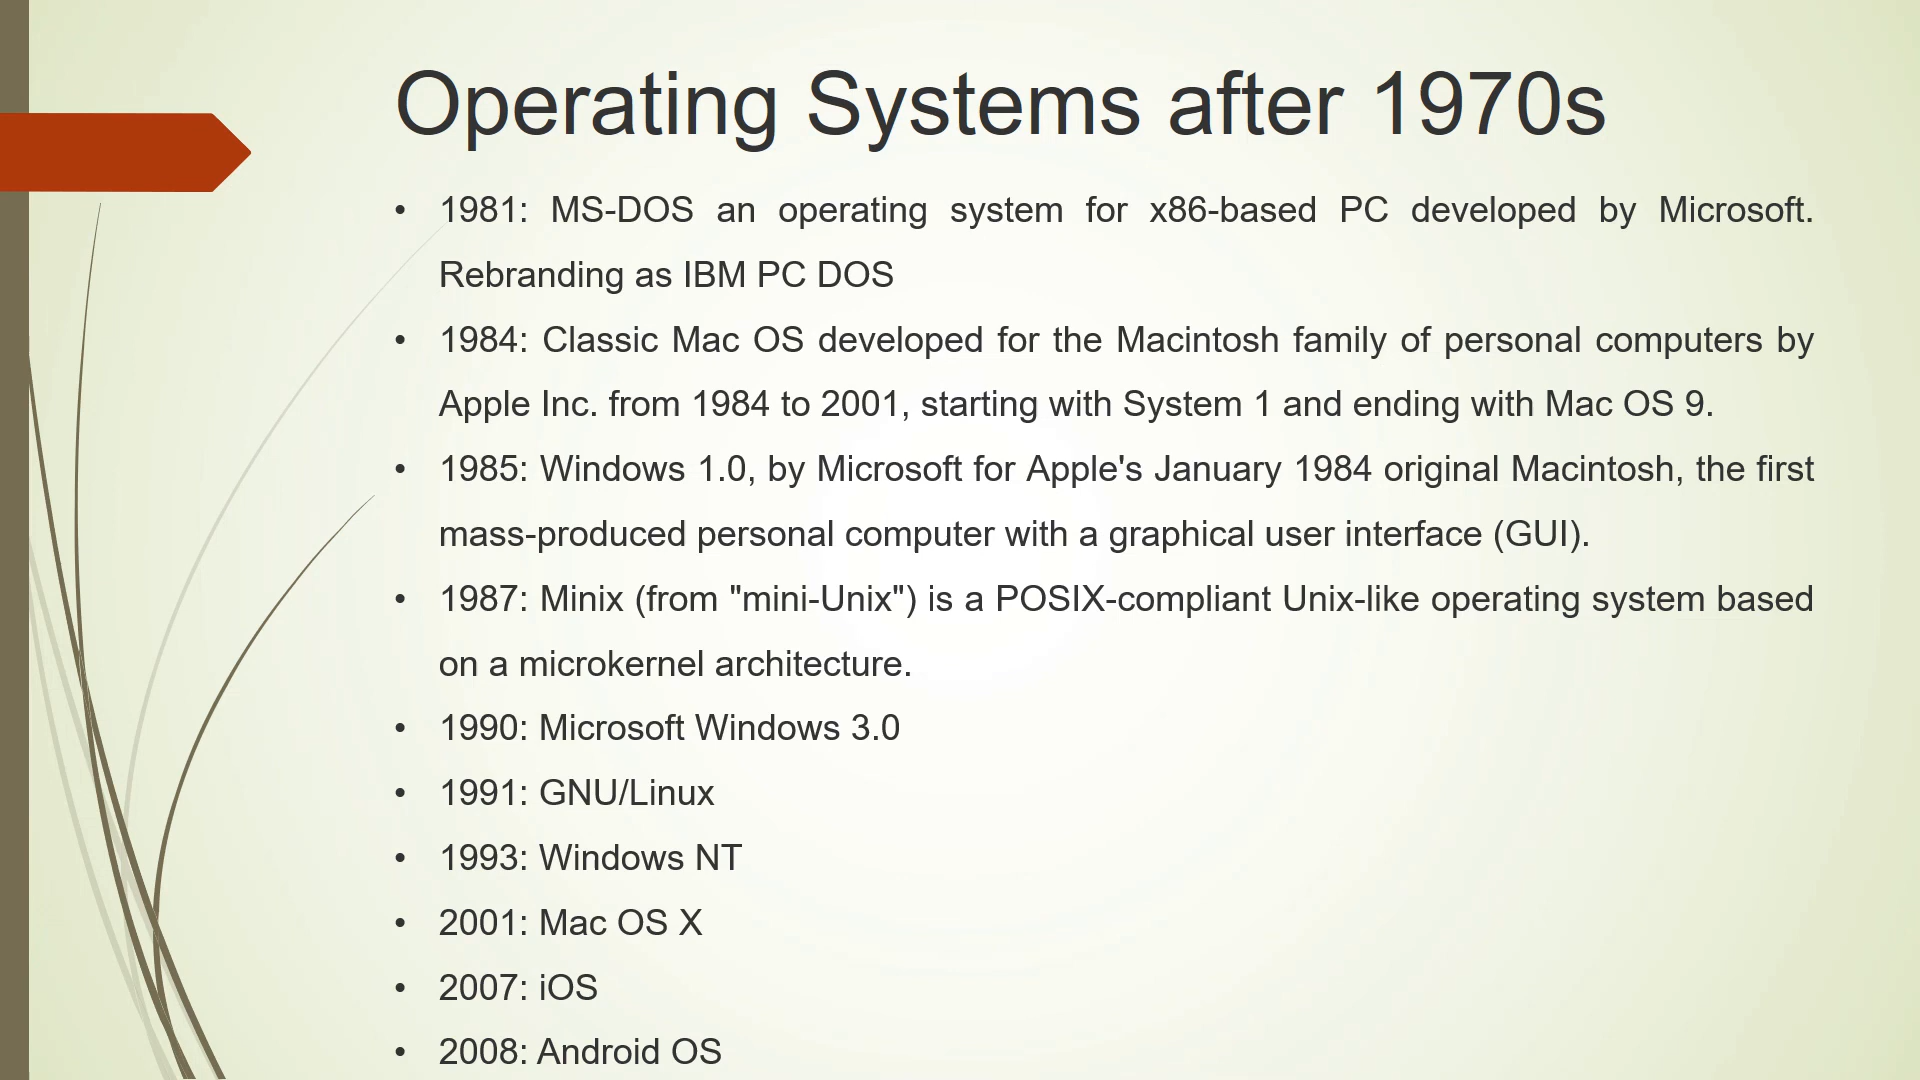 Operating Systems after 1970s
• 1981: MS-DOS an operating system for x86-based PC developed by Microsoft.
Rebranding as IBM PC DOS
• 1984: Classic Mac OS developed for the Macintosh family of personal computers by
Apple Inc. from 1984 to 2001, starting with System 1 and ending with Mac OS 9.
• 1985: Windows 1.0, by Microsoft for Apple's January 1984 original Macintosh, the first
mass-produced personal computer with a graphical user interface (GUI).
• 1987: Minix (from "mini-Unix") is a POSIX-compliant Unix-like operating system based
on a microkernel architecture.
• 1990: Microsoft Windows 3.0
• 1991: GNU/Linux
• 1993: Windows NT
• 2001: Mac OS X
• 2007: iOS
• 2008: Android OS